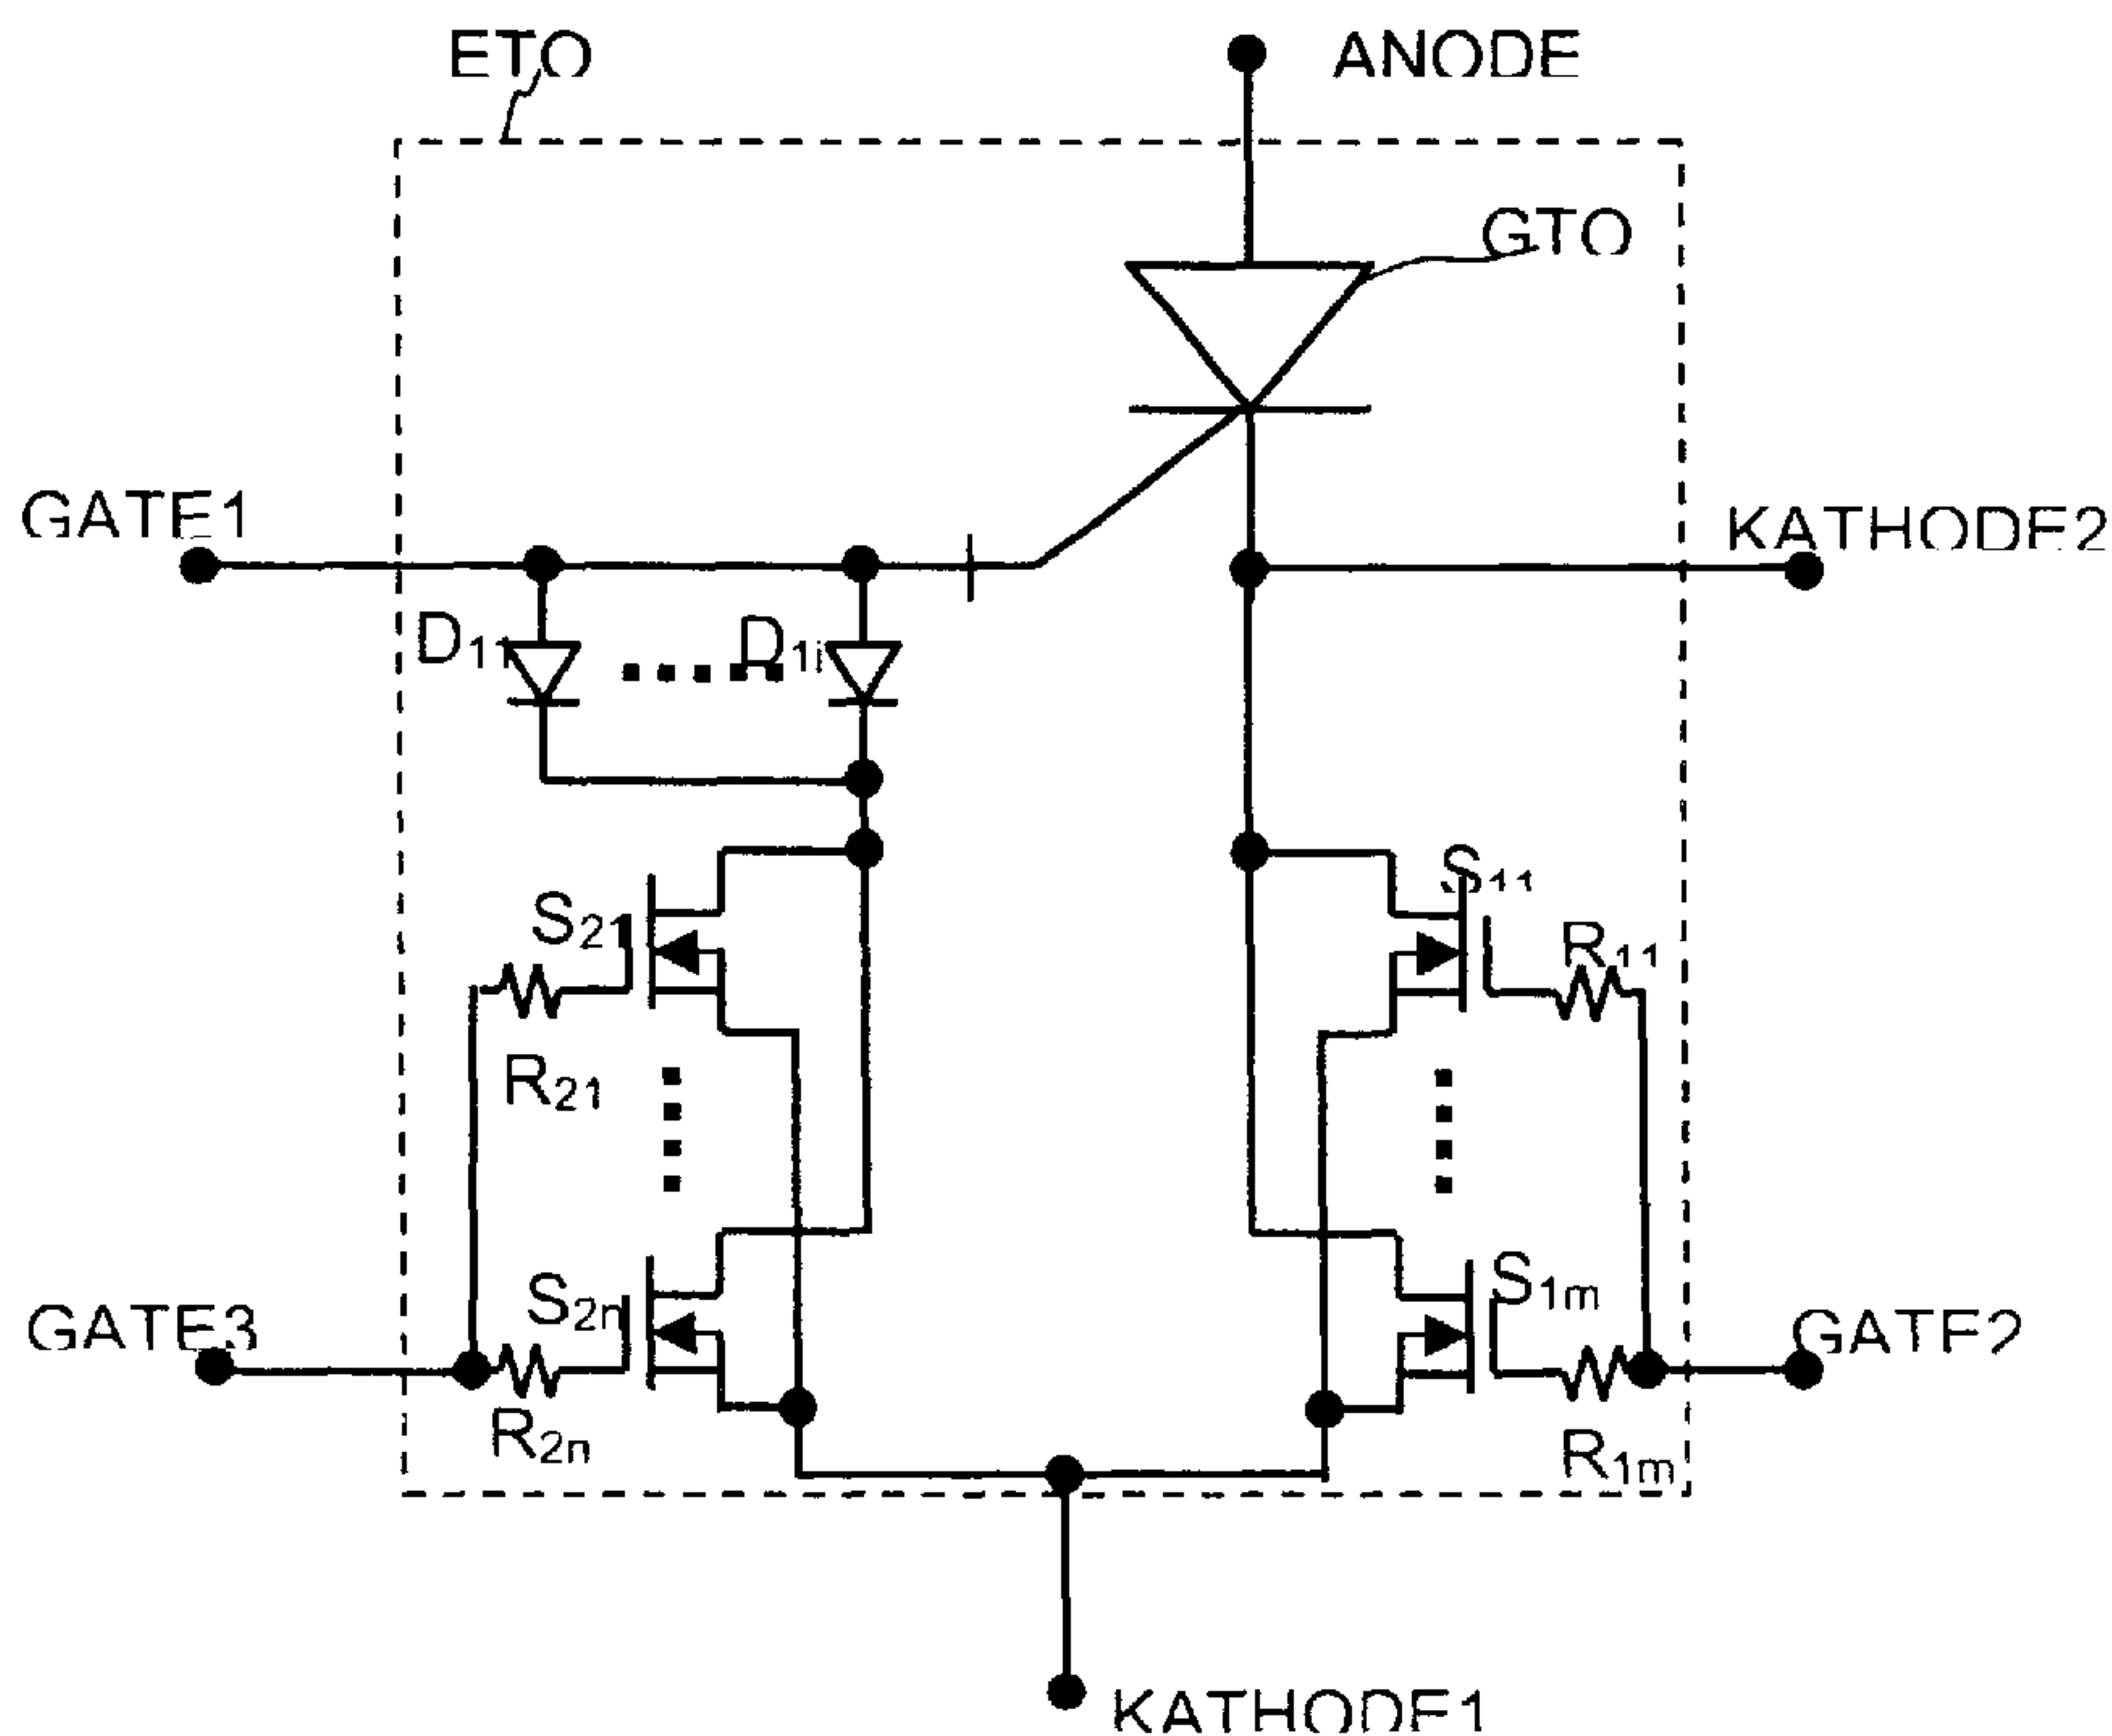 ETO
ANODE
GTO
GATE1
KATHODE2
D11
D1i
S11
S21
R11
R21
S2n
S1m
GATE3
GATE2
R2n
R1m
KATHODE1